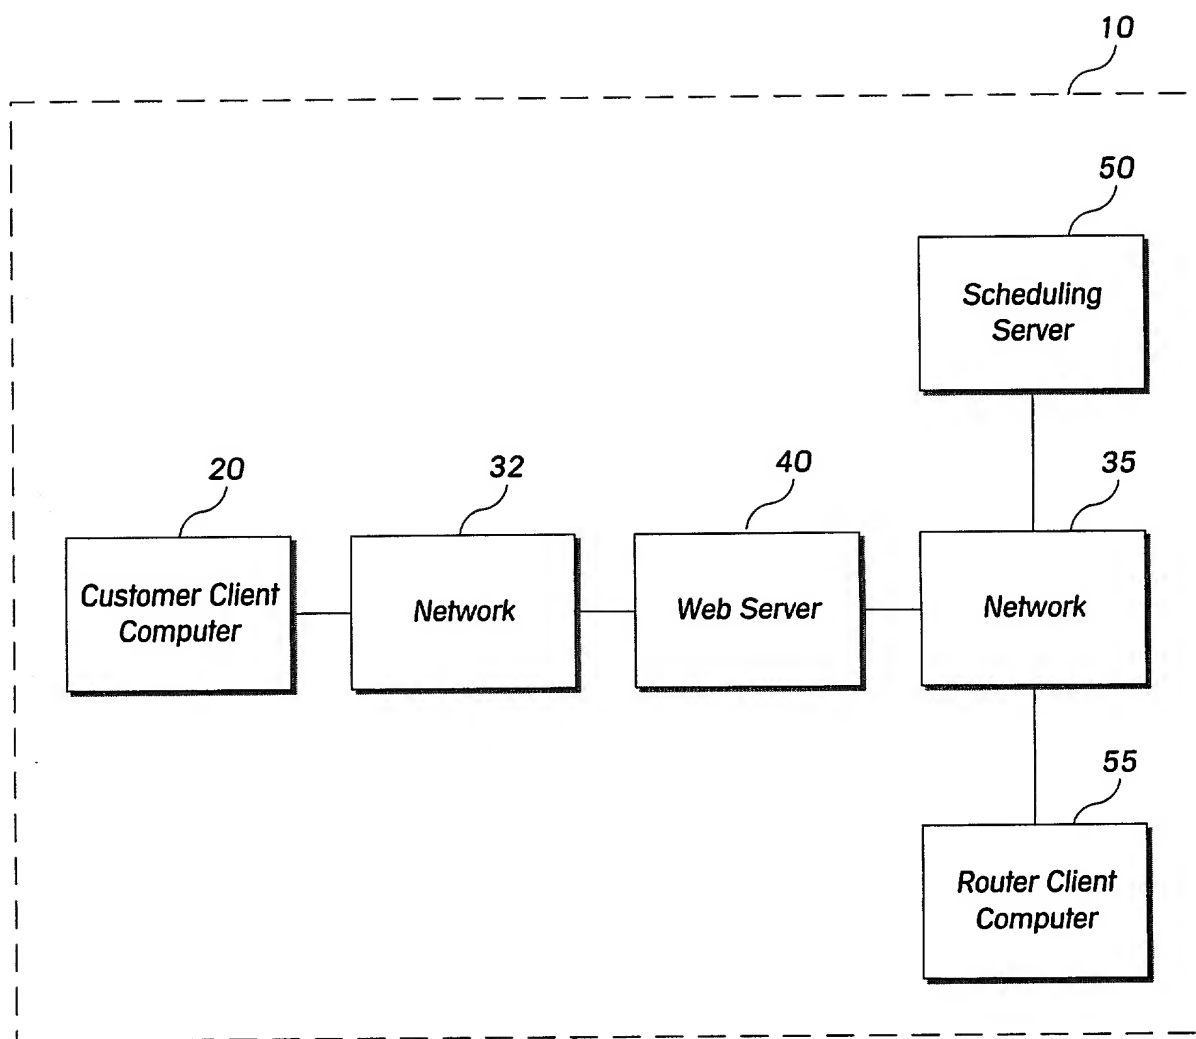 10
50
Scheduling
Server
20
32
40
35
Customer Client
Computer
Network
Web Server
Network
55
Router Client
Computer